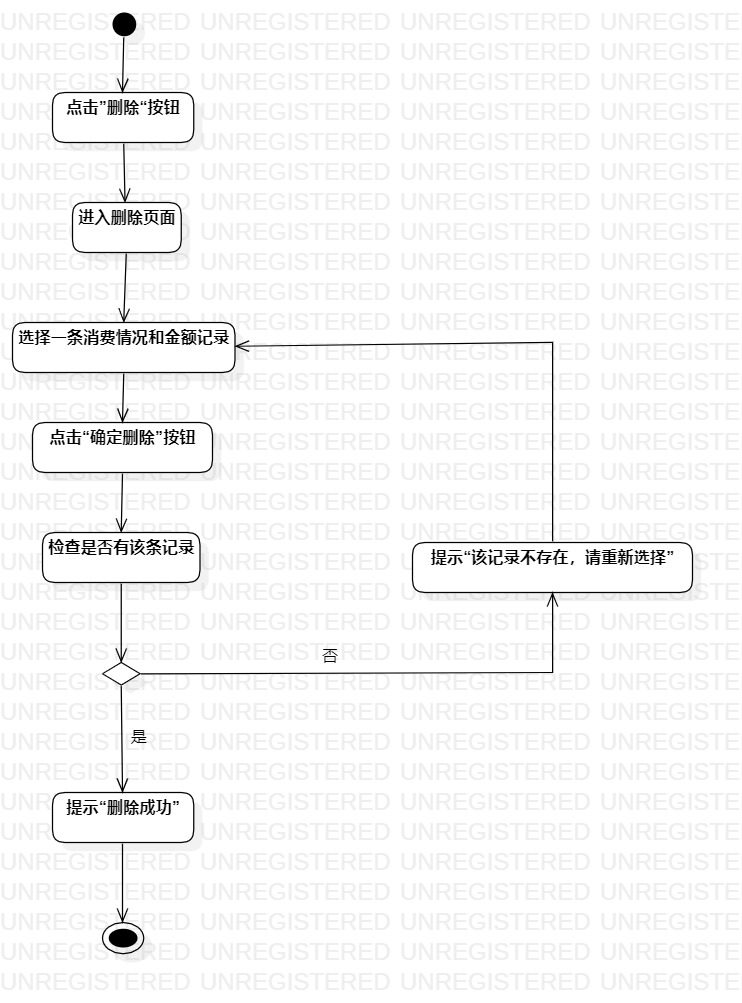 点击”删除“按钮
进入删除页面
选择一条消费情况和金额记录
点击“确定删除”按钮
检查是否有该条记录
提示“该记录不存在，请重新选择”
否
是
提示“删除成功”
UNREGISTERED